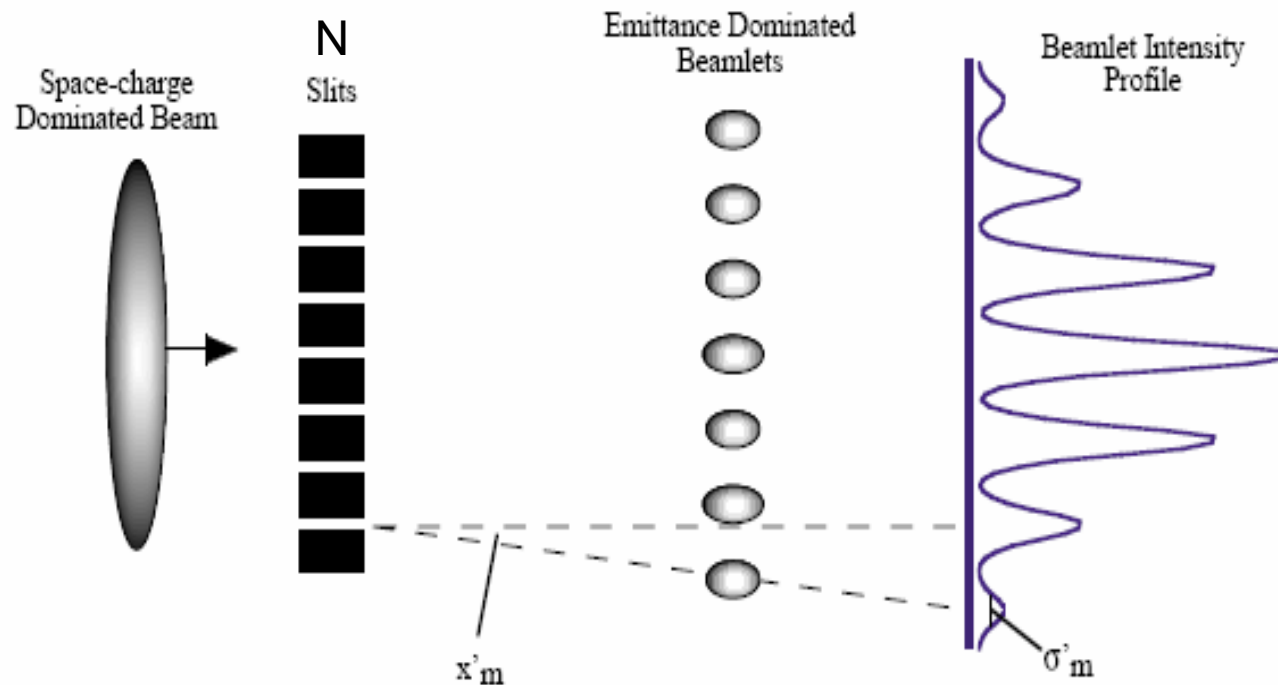 Space-charge
Dominated Beam
N
Slits
Emittance Dominated
Beamlets
Beamlet Intensity
Profile
x'm
σ'm